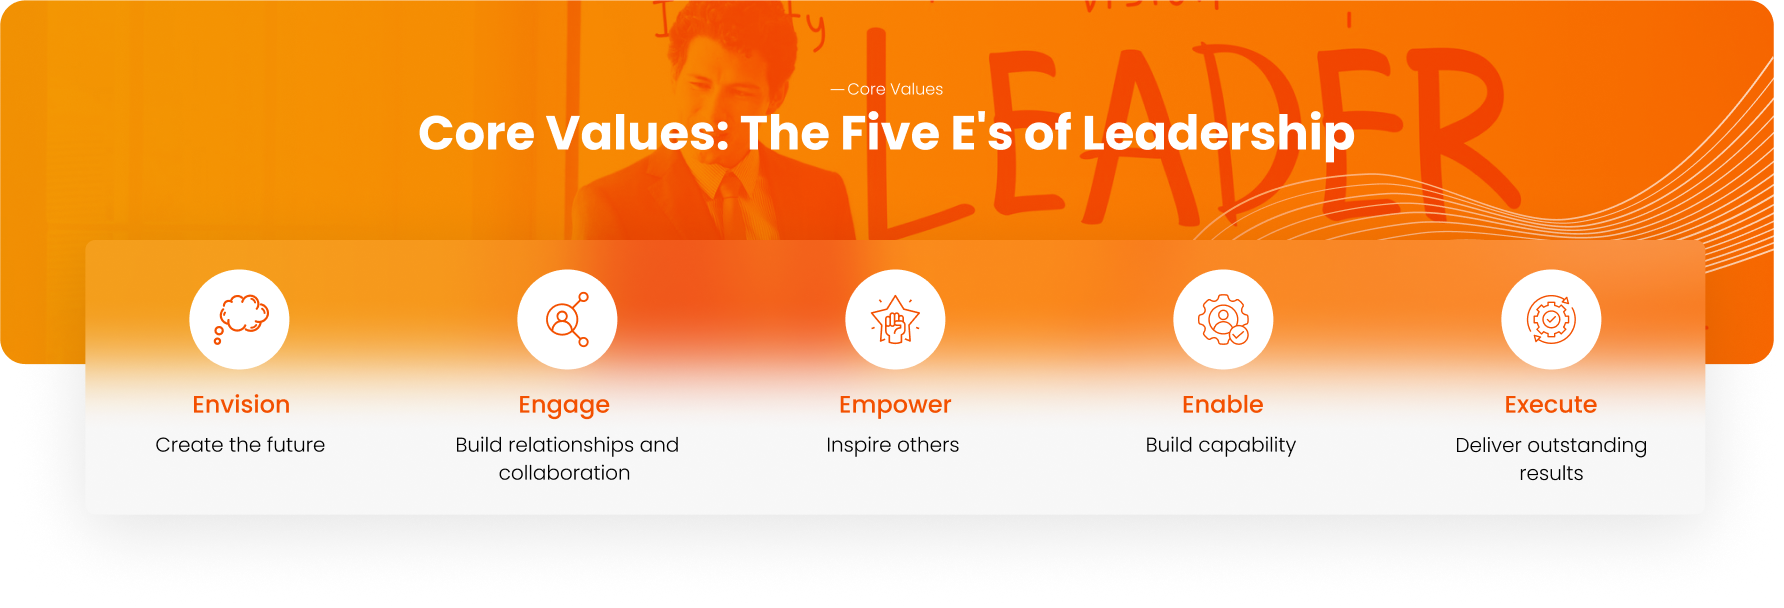 — Core Values
Core Values: The Five E's of Leadership
LEADER
Envision
Create the future
Engage
Build relationships and
collaboration
Empower
Inspire others
Enable
Build capability
Execute
Deliver outstanding
results